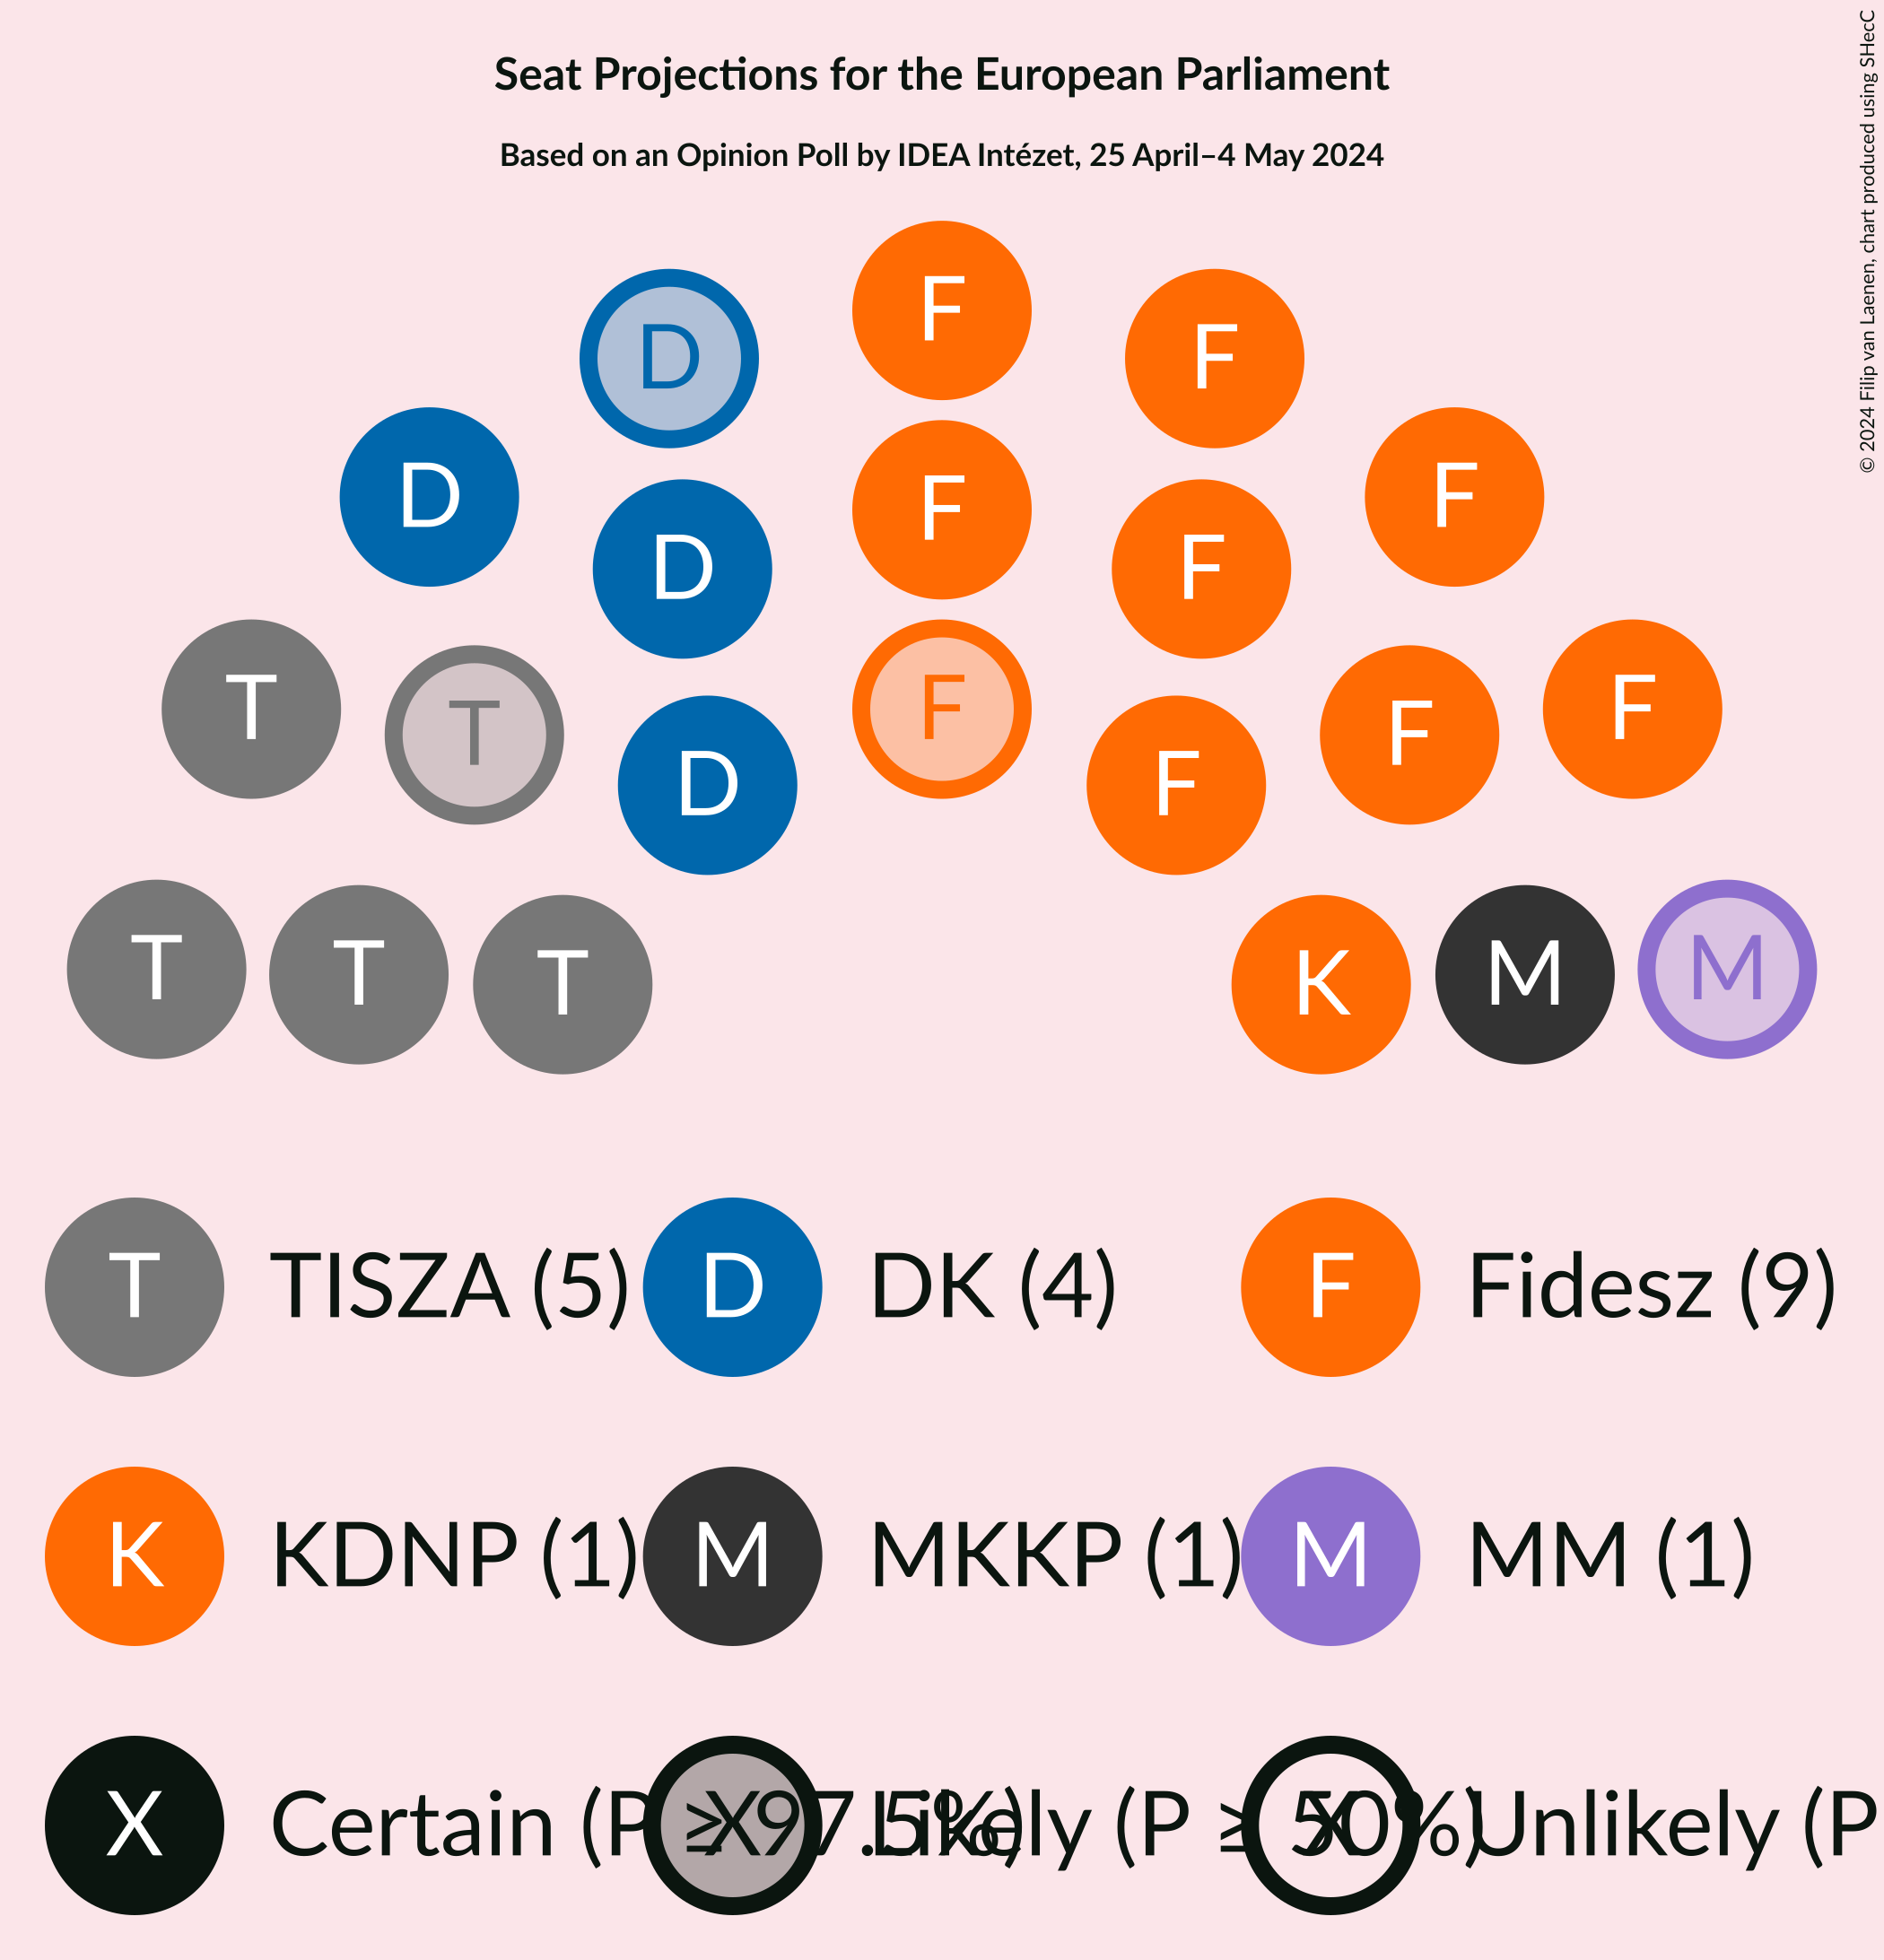 Seat Projections for the European Parliament
Based on an Opinion Poll by IDEA Intézet, 25 April–4 May 2024
© 2024 Filip van Laenen, chart produced using SHecC
F
D F
D F F
D F
T T F F F
D F
T T T K M M
T TISZA (5) D DK (4) F Fidesz (9)
K KDNP (1) M MKKP (1) M MM (1)
X Certain (P ≥ 97.5%) X Likely (P ≥ 50%) X Unlikely (P